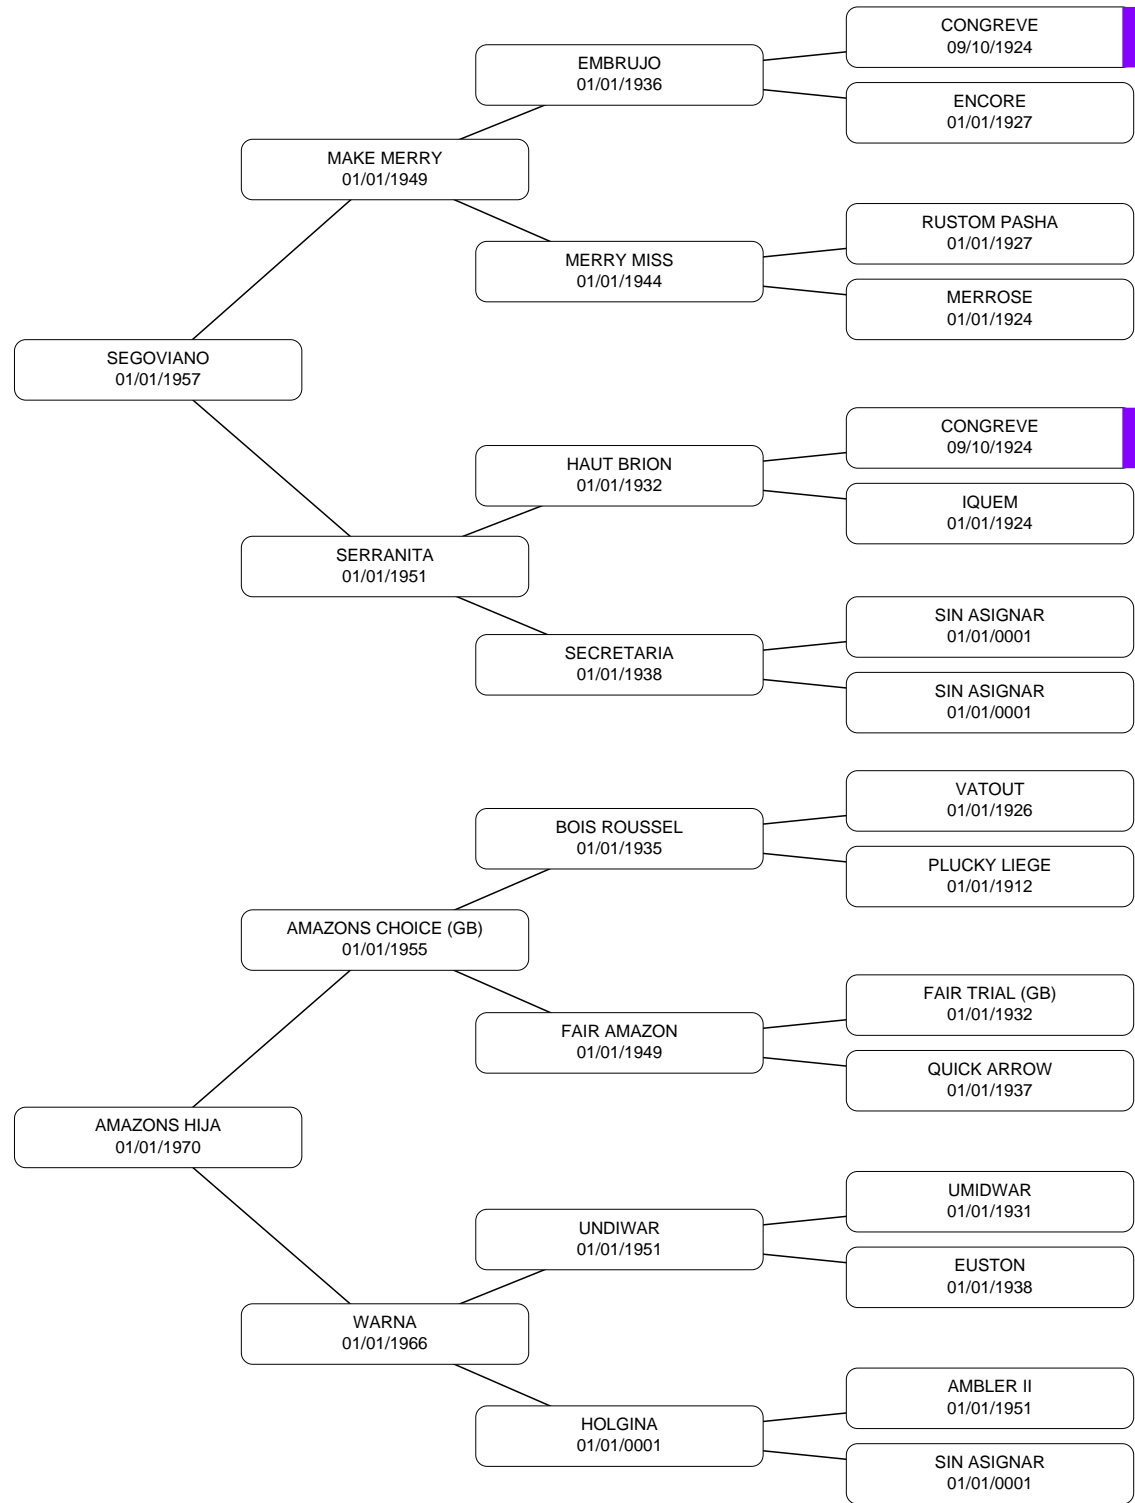 CONGREVE
09/10/1924
EMBRUJO
01/01/1936
ENCORE
01/01/1927
MAKE MERRY
01/01/1949
RUSTOM PASHA
01/01/1927
MERRY MISS
01/01/1944
MERROSE
01/01/1924
SEGOVIANO
01/01/1957
CONGREVE
09/10/1924
HAUT BRION
01/01/1932
IQUEM
01/01/1924
SERRANITA
01/01/1951
SIN ASIGNAR
01/01/0001
SECRETARIA
01/01/1938
SIN ASIGNAR
01/01/0001
VATOUT
01/01/1926
BOIS ROUSSEL
01/01/1935
PLUCKY LIEGE
01/01/1912
AMAZONS CHOICE (GB)
01/01/1955
FAIR TRIAL (GB)
01/01/1932
FAIR AMAZON
01/01/1949
QUICK ARROW
01/01/1937
AMAZONS HIJA
01/01/1970
UMIDWAR
01/01/1931
UNDIWAR
01/01/1951
EUSTON
01/01/1938
WARNA
01/01/1966
AMBLER II
01/01/1951
HOLGINA
01/01/0001
SIN ASIGNAR
01/01/0001